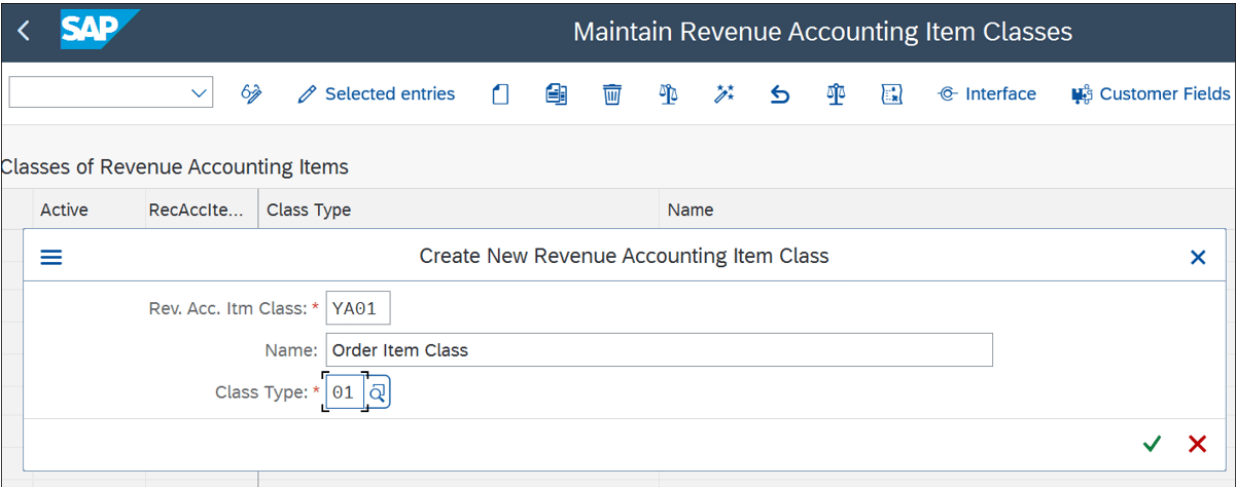 SAP Maintain Revenue Accounting Item Classes
Selected entries Interface Customer Fields
Classes of Revenue Accounting Items
Active RecAccIte... Class Type Name
Create New Revenue Accounting Item Class
Rev. Acc. Itm Class: * YA01
Name: Order Item Class
Class Type: * 01